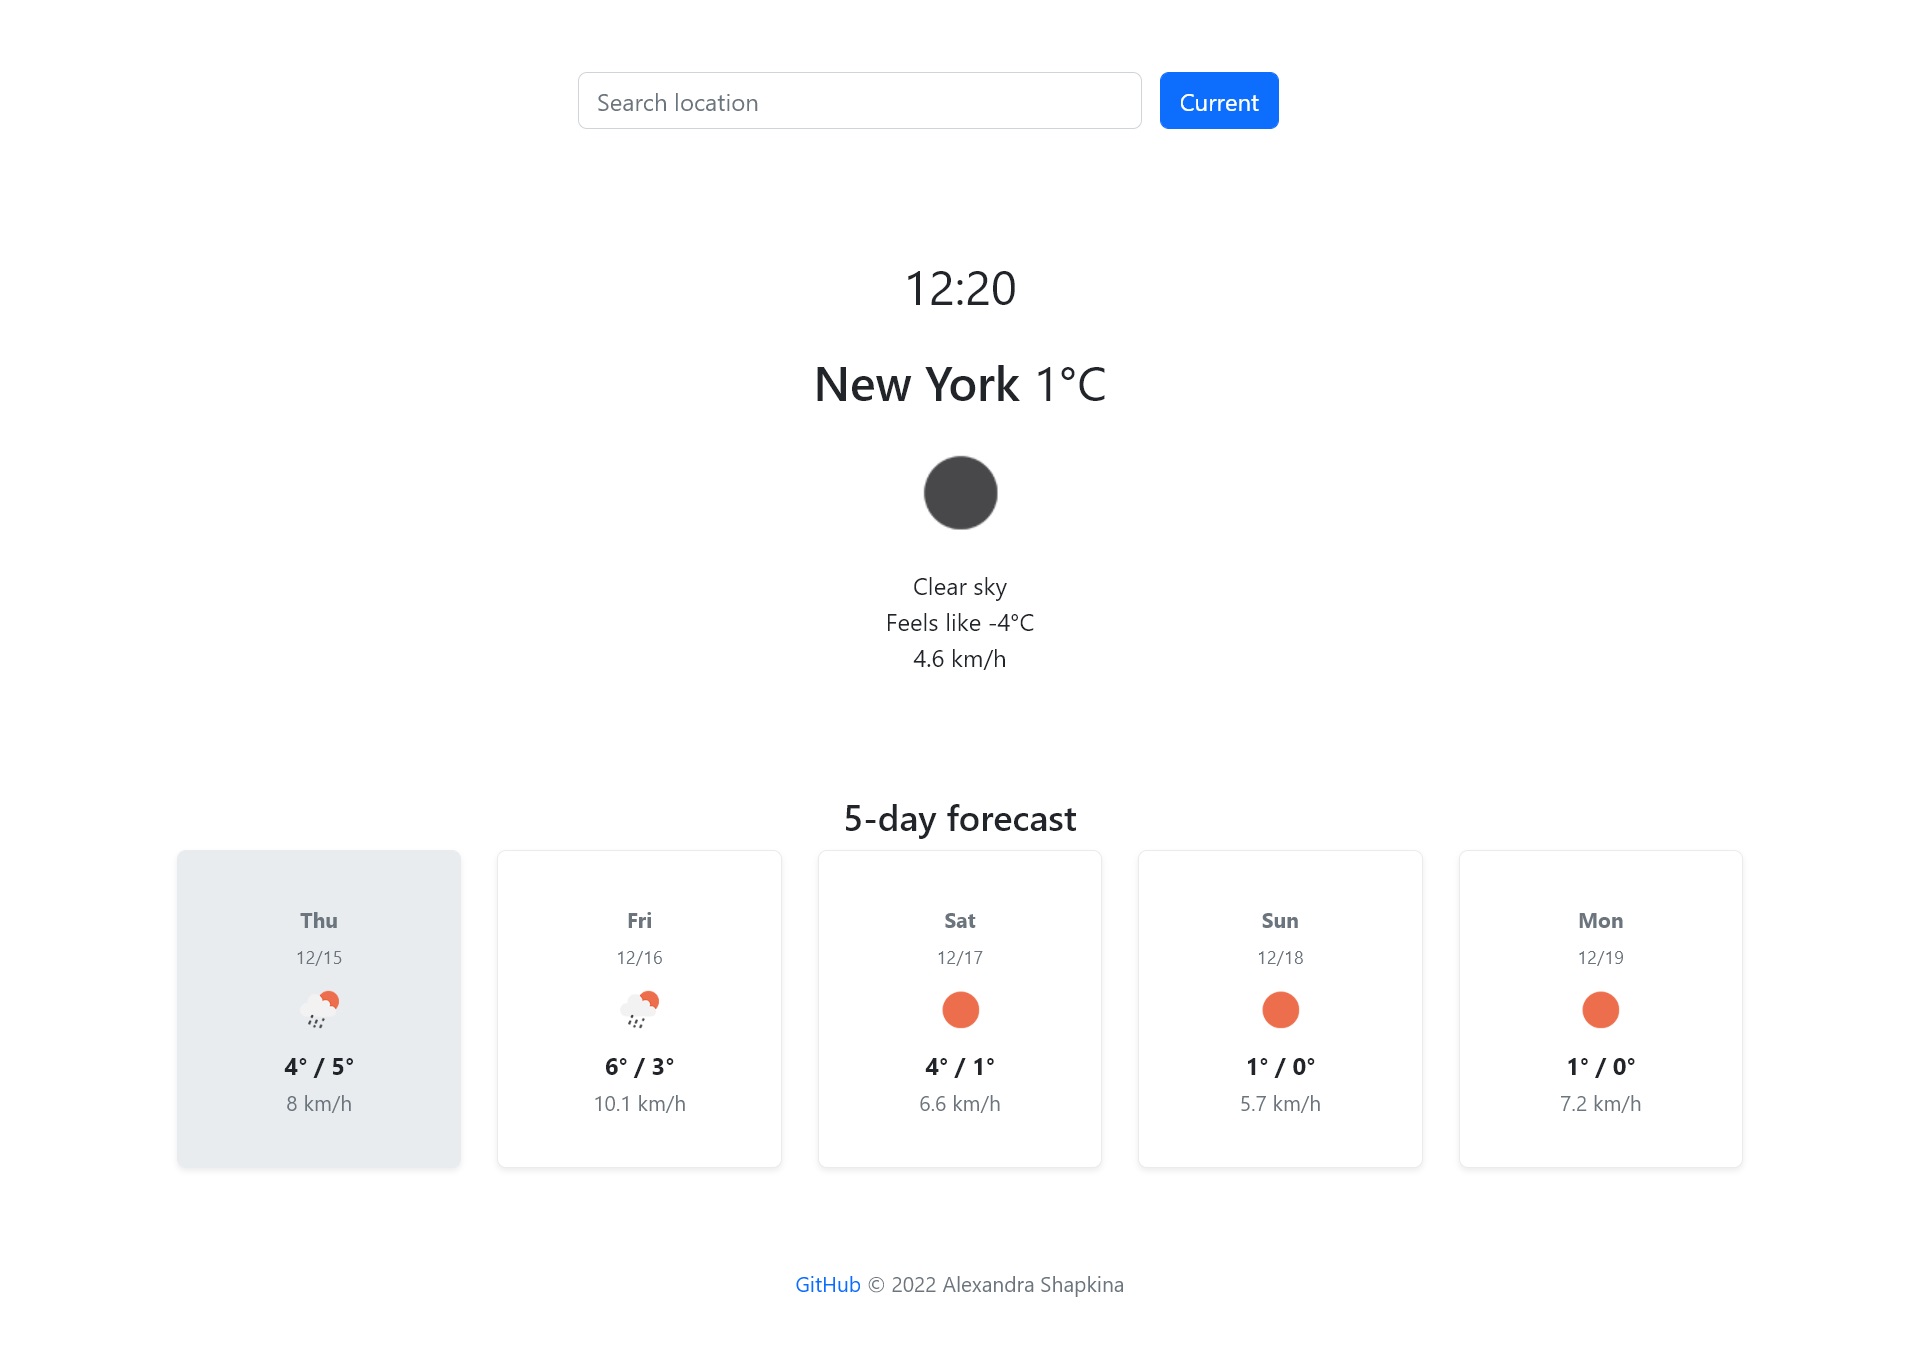 Search location
Current
12:20
New York 1°C
Clear sky
Feels like -4°C
4.6 km/h
5-day forecast
Thu
12/15
4° / 5°
8 km/h
Fri
12/16
6° / 3°
10.1 km/h
Sat
12/17
4° / 1°
6.6 km/h
Sun
12/18
1° / 0°
5.7 km/h
Mon
12/19
1° / 0°
7.2 km/h
GitHub © 2022 Alexandra Shapkina